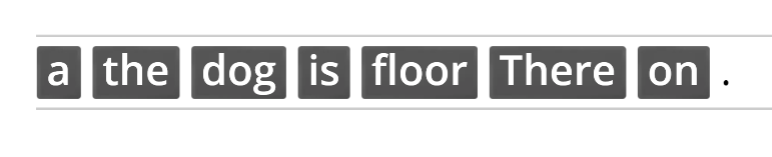 a the dog is floor There on .